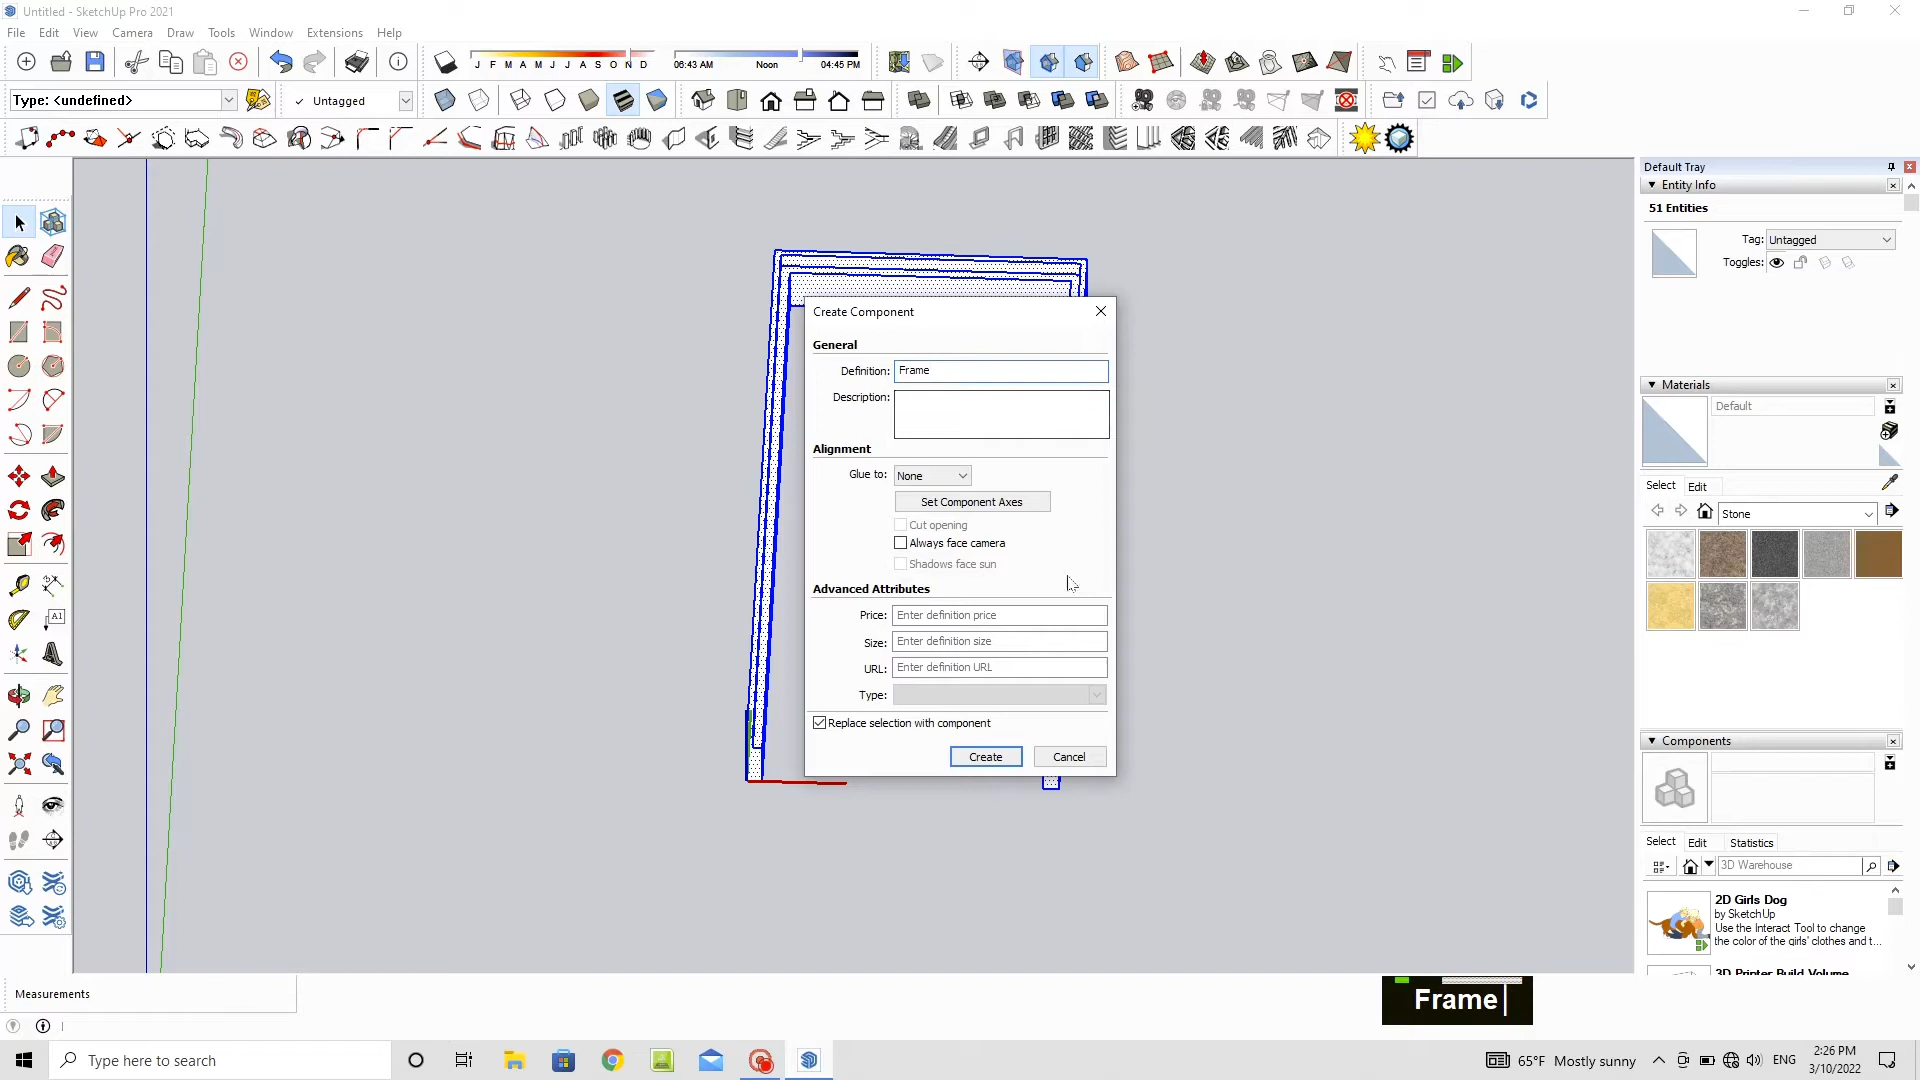 Untitled - SketchUp Pro 2021
File Edit View Camera Draw Tools Window Extensions Help
J F M A M J J A S O N D 06:43 AM Noon 04:45 PM
Type: <undefined> Untagged
Default Tray
Entity Info
51 Entities
Tag: Untagged
Toggles:
Materials
Default
Select Edit
Stone
Components
Select Edit Statistics
3D Warehouse
2D Girls Dog
by SketchUp
Use the Interact Tool to change
the color of the girls' clothes and t...
3D Printer Build Volume
Create Component
General
Definition: Frame
Description:
Alignment
Glue to: None
Set Component Axes
Cut opening
Always face camera
Shadows face sun
Advanced Attributes
Price: Enter definition price
Size: Enter definition size
URL: Enter definition URL
Type:
Replace selection with component
Create Cancel
A1
Measurements
Frame
Type here to search
65°F Mostly sunny ENG 2:26 PM
3/10/2022